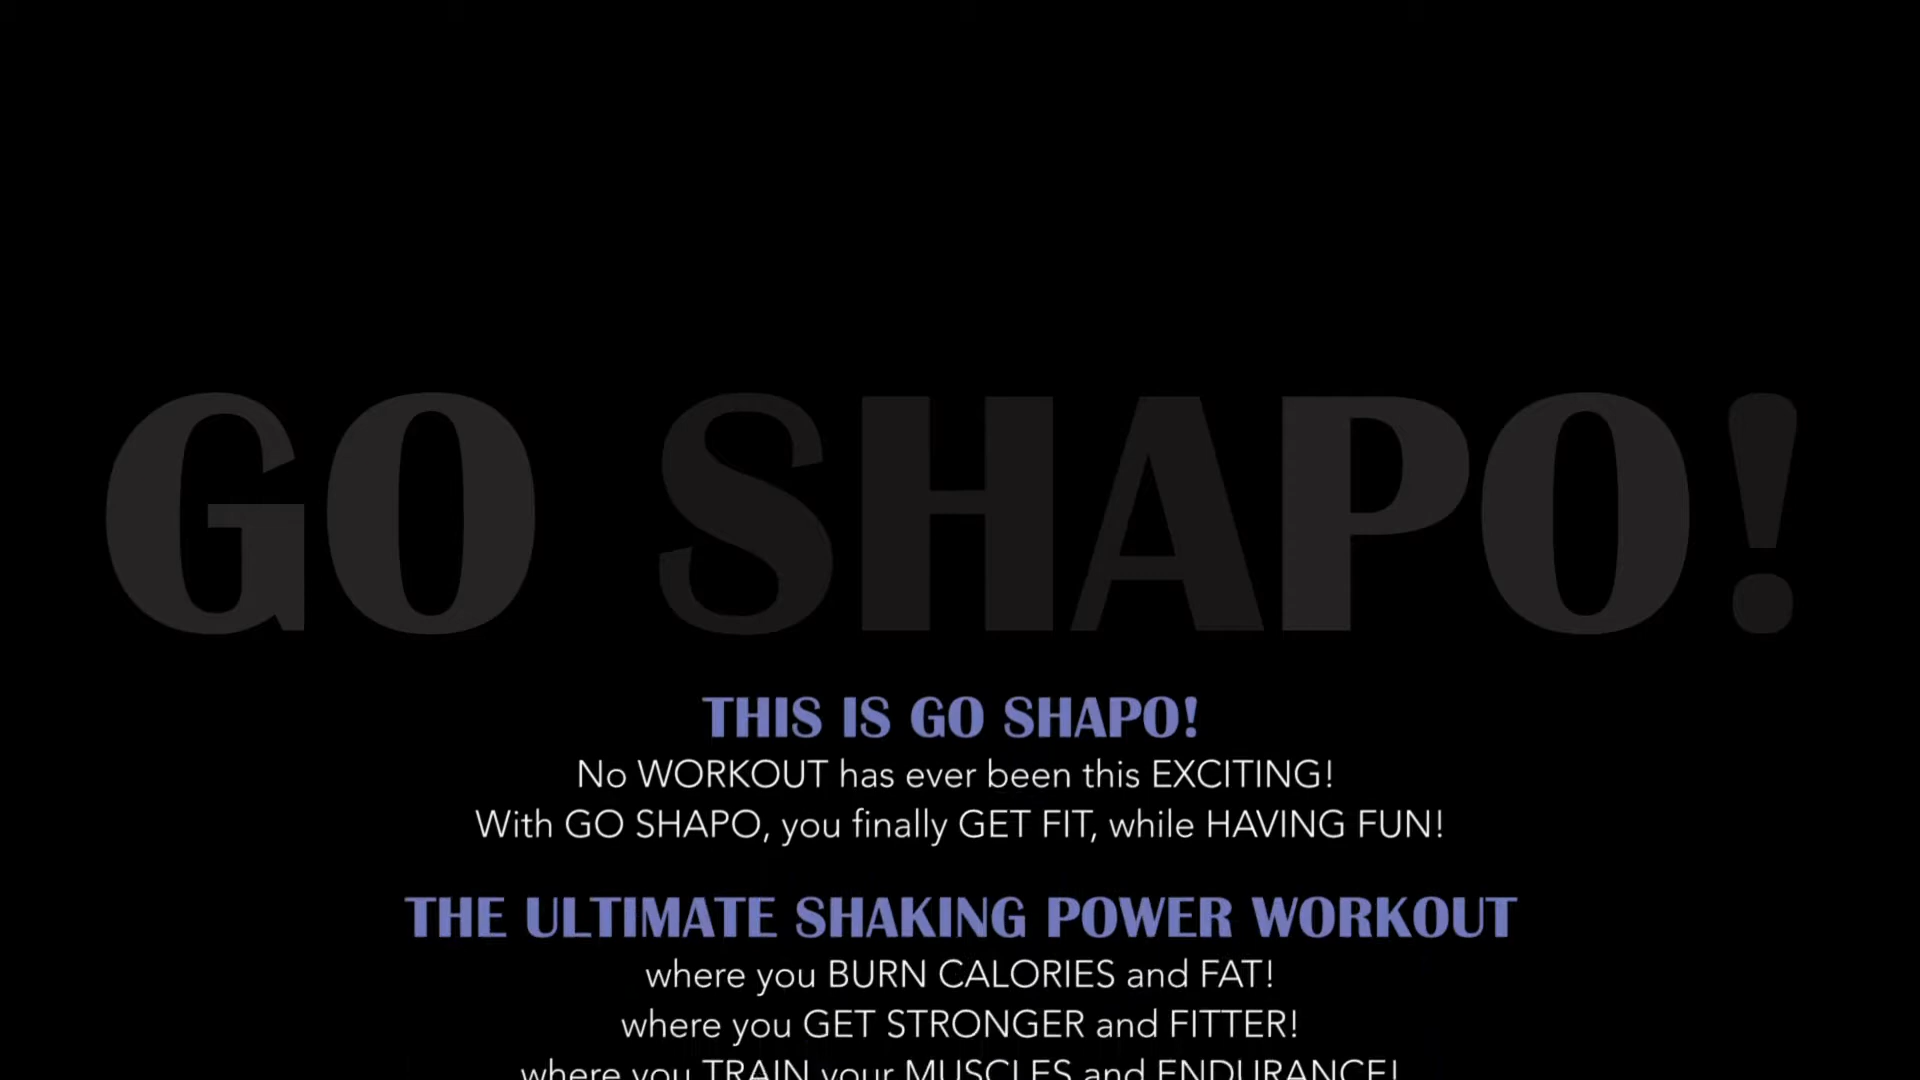 GO SHAPO!
THIS IS GO SHAPO!
No WORKOUT has ever been this EXCITING!
With GO SHAPO, you finally GET FIT, while HAVING FUN!
THE ULTIMATE SHAKING POWER WORKOUT
where you BURN CALORIES and FAT!
where you GET STRONGER and FITTER!
where you TRAIN your MUSCLES and ENDURANCE!